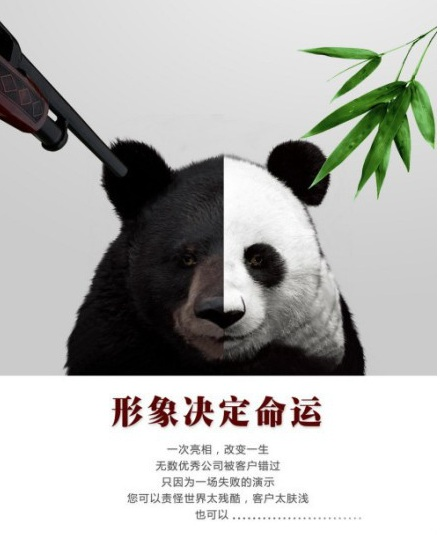 形象决定命运
一次亮相，改变一生
无数优秀公司被客户错过
只因为一场失败的演示
您可以责怪世界太残酷，客户太肤浅
也可以..............................